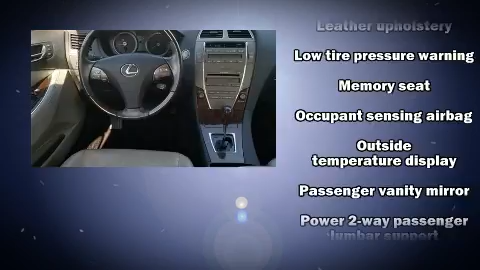 Leather upholstery
Low tire pressure warning
Memory seat
Occupant sensing airbag
Outside
temperature display
Passenger vanity mirror
Power 2-way passenger
lumbar support